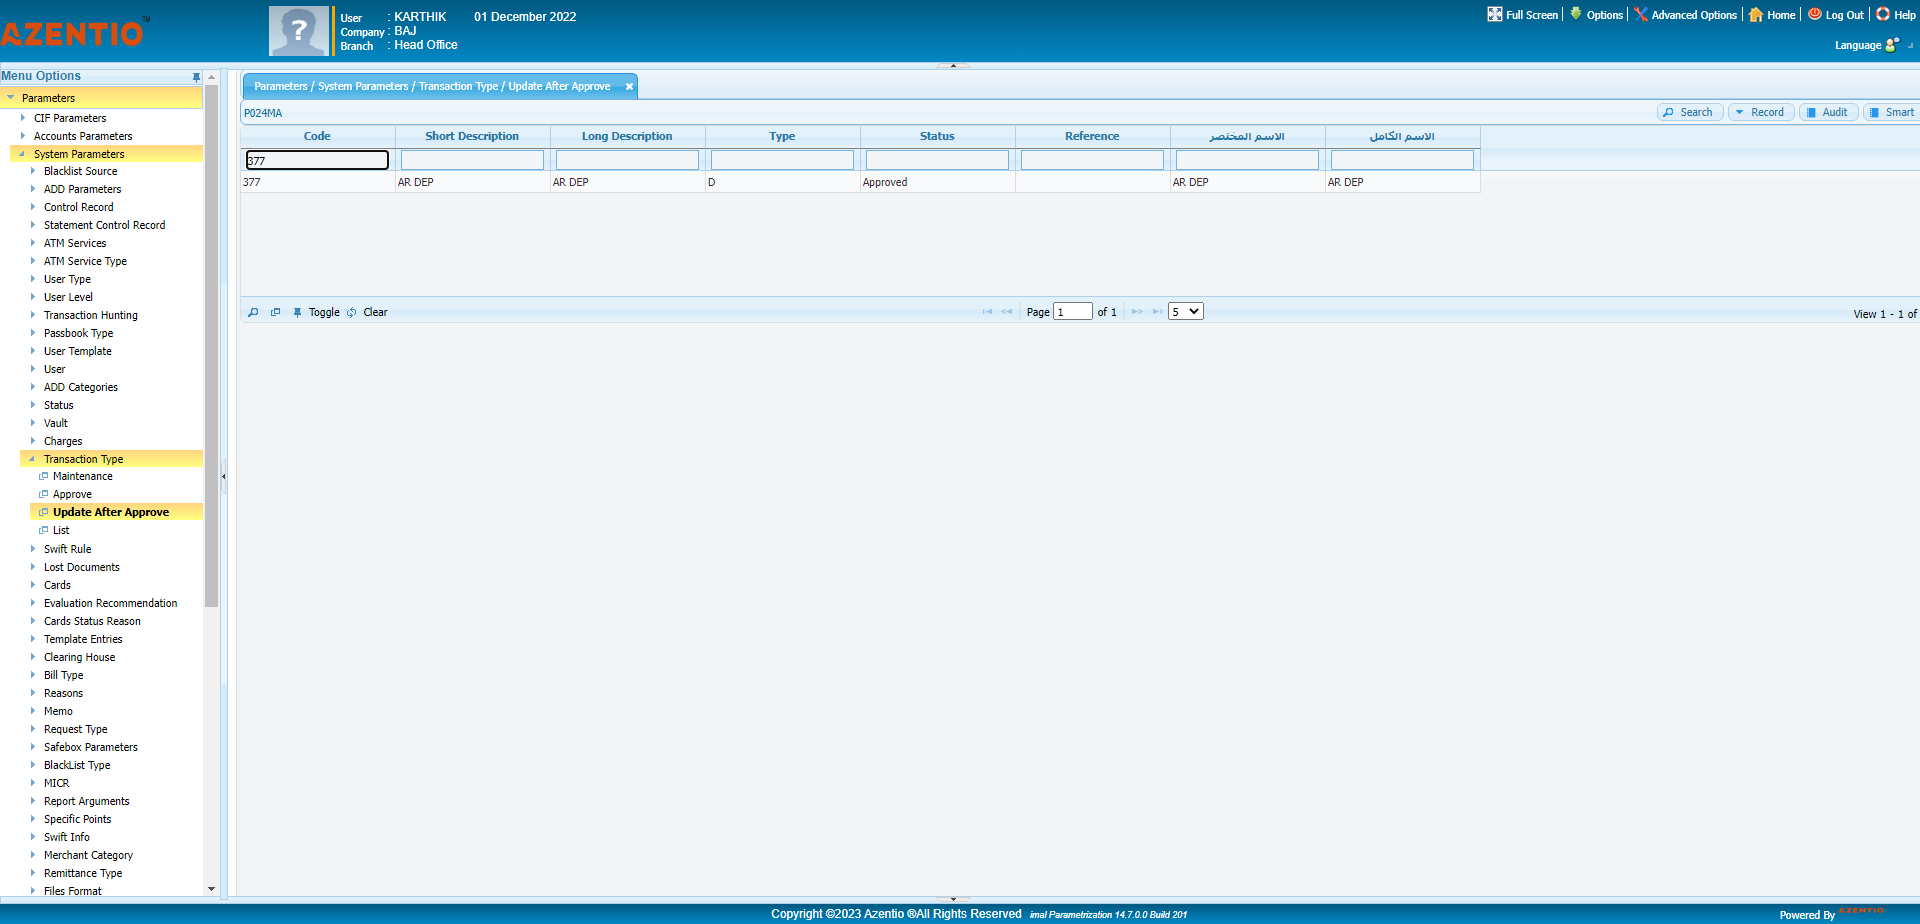 AZENTIO™
User : KARTHIK 01 December 2022
Company : BAJ
Branch : Head Office
Full Screen Options Advanced Options Home Log Out Help
Language
Menu Options
Parameters
CIF Parameters
Accounts Parameters
System Parameters
Blacklist Source
ADD Parameters
Control Record
Statement Control Record
ATM Services
ATM Service Type
User Type
User Level
Transaction Hunting
Passbook Type
User Template
User
ADD Categories
Status
Vault
Charges
Transaction Type
Maintenance
Approve
Update After Approve
List
Swift Rule
Lost Documents
Cards
Evaluation Recommendation
Cards Status Reason
Template Entries
Clearing House
Bill Type
Reasons
Memo
Request Type
Safebox Parameters
BlackList Type
MICR
Report Arguments
Specific Points
Swift Info
Merchant Category
Remittance Type
Files Format
Parameters / System Parameters / Transaction Type / Update After Approve
P024MA
Search Record Audit Smart
Code Short Description Long Description Type Status Reference الاسم المختصر الاسم الكامل
377
377 AR DEP AR DEP D Approved AR DEP AR DEP
Toggle Clear
Page 1 of 1 5
View 1 - 1 of
Copyright ©2023 Azentio ®All Rights Reserved imal Parametrization 14.7.0.0 Build 201
Powered By AZENTIO